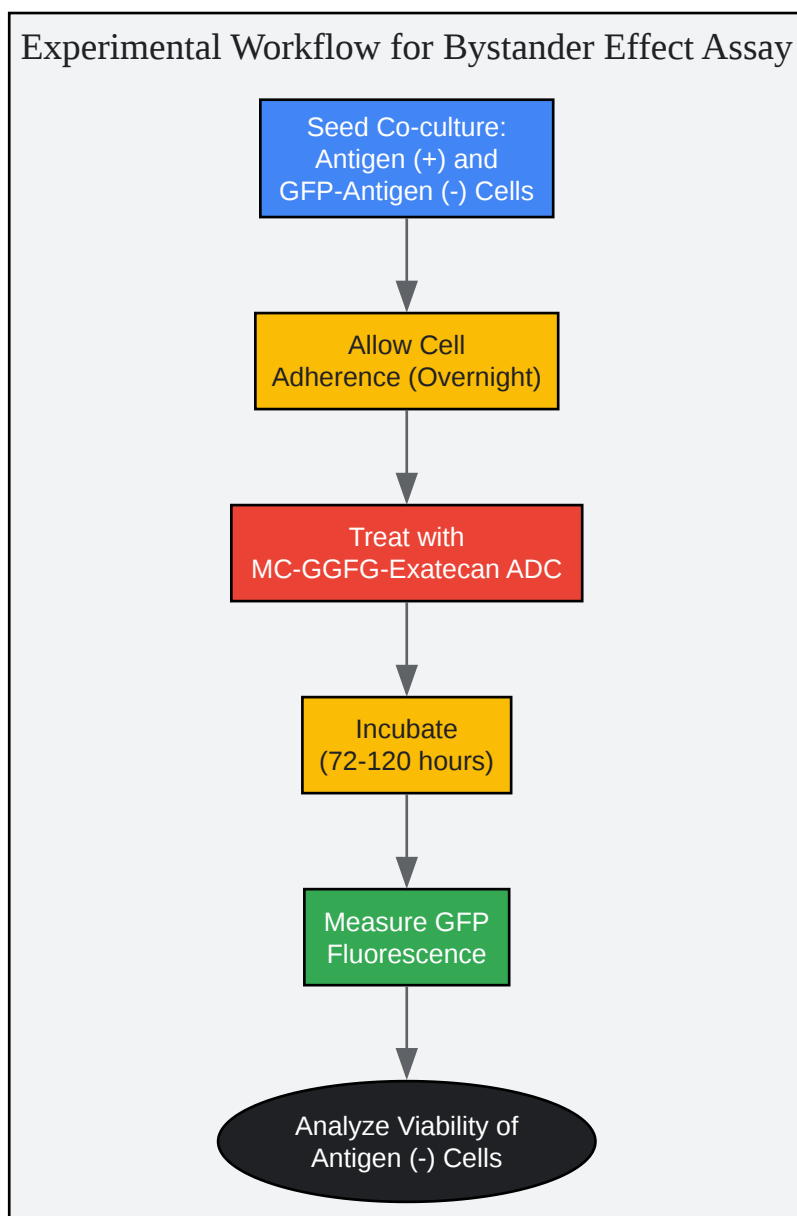 Experimental Workflow for Bystander Effect Assay
Seed Co-culture:
Antigen (+) and
GFP-Antigen (-) Cells
Allow Cell
Adherence (Overnight)
Treat with
MC-GGFG-Exatecan ADC
Incubate
(72-120 hours)
Measure GFP
Fluorescence
Analyze Viability of
Antigen (-) Cells